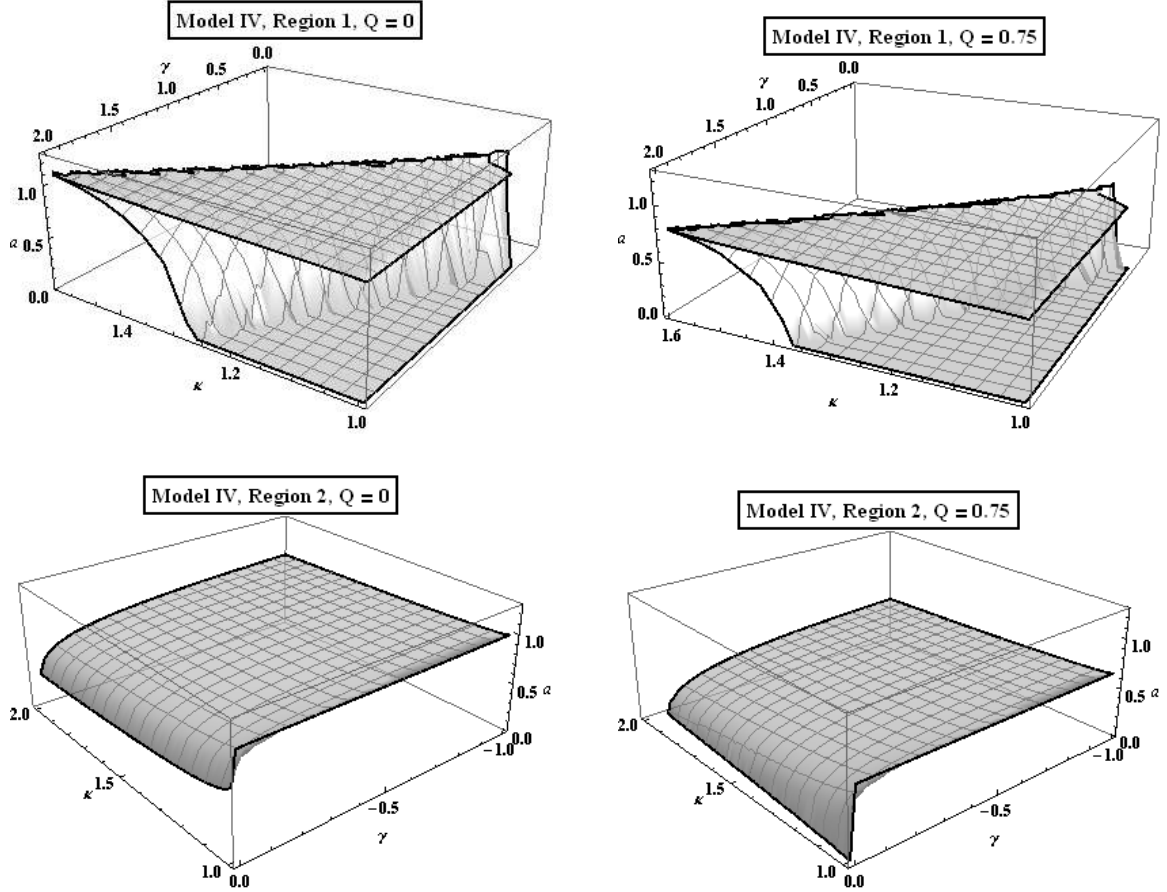 Model IV, Region 1, Q = 0
0.0
0.5
γ
1.0
1.5
2.0
1.0
a
0.5
0.0
1.4
κ
1.2
1.0
Model IV, Region 1, Q = 0.75
0.0
0.5
γ
1.0
1.5
2.0
1.0
a
0.5
0.0
1.6
1.4
κ
1.2
1.0
Model IV, Region 2, Q = 0
1.0
0.5 a
0.0
2.0
−1.0
κ 1.5
−0.5
γ
1.0
0.0
Model IV, Region 2, Q = 0.75
1.0
0.5 a
0.0
2.0
−1.0
κ 1.5
−0.5
γ
1.0
0.0